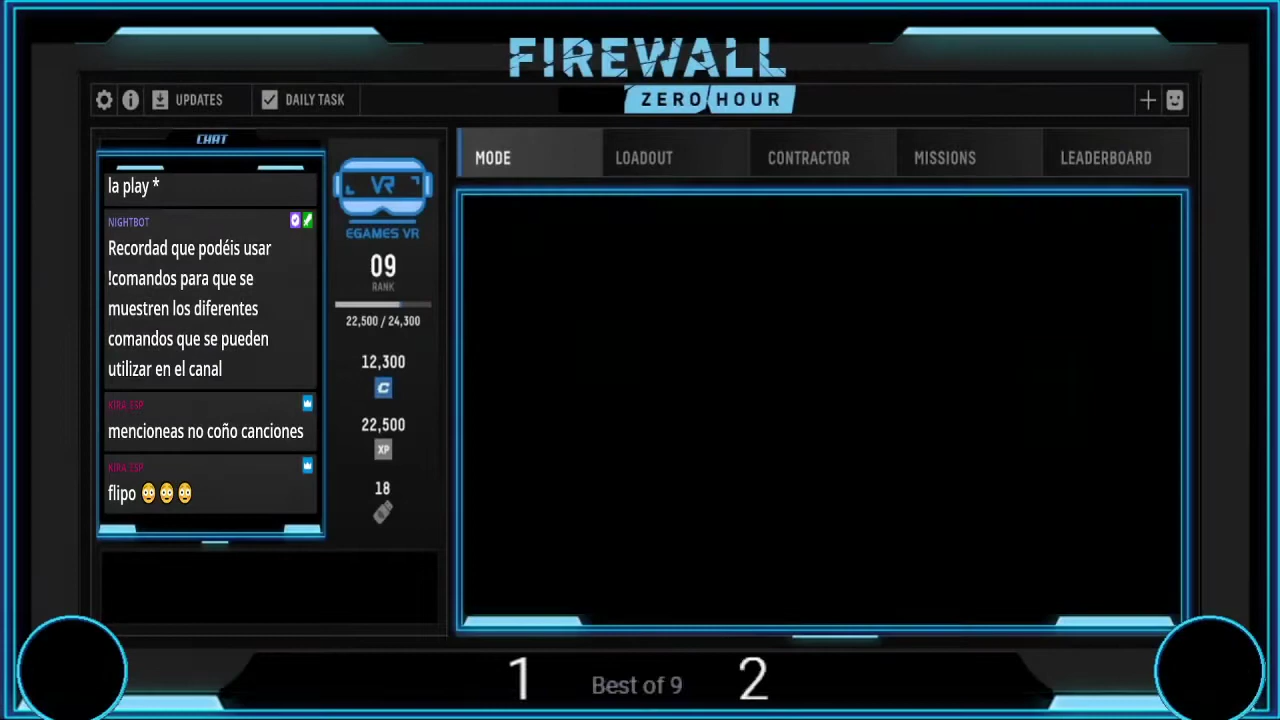 FIREWALL
ZERO HOUR
UPDATES
DAILY TASK
CHAT
la play *
NIGHTBOT
Recordad que podéis usar
!comandos para que se
muestren los diferentes
comandos que se pueden
utilizar en el canal
KIRA_ESP
mencioneas no coño canciones
KIRA_ESP
flipo 😳😳😳
VR
EGAMES VR
09
RANK
22,500 / 24,300
12,300
C
22,500
XP
18
MODE
LOADOUT
CONTRACTOR
MISSIONS
LEADERBOARD
1 Best of 9 2